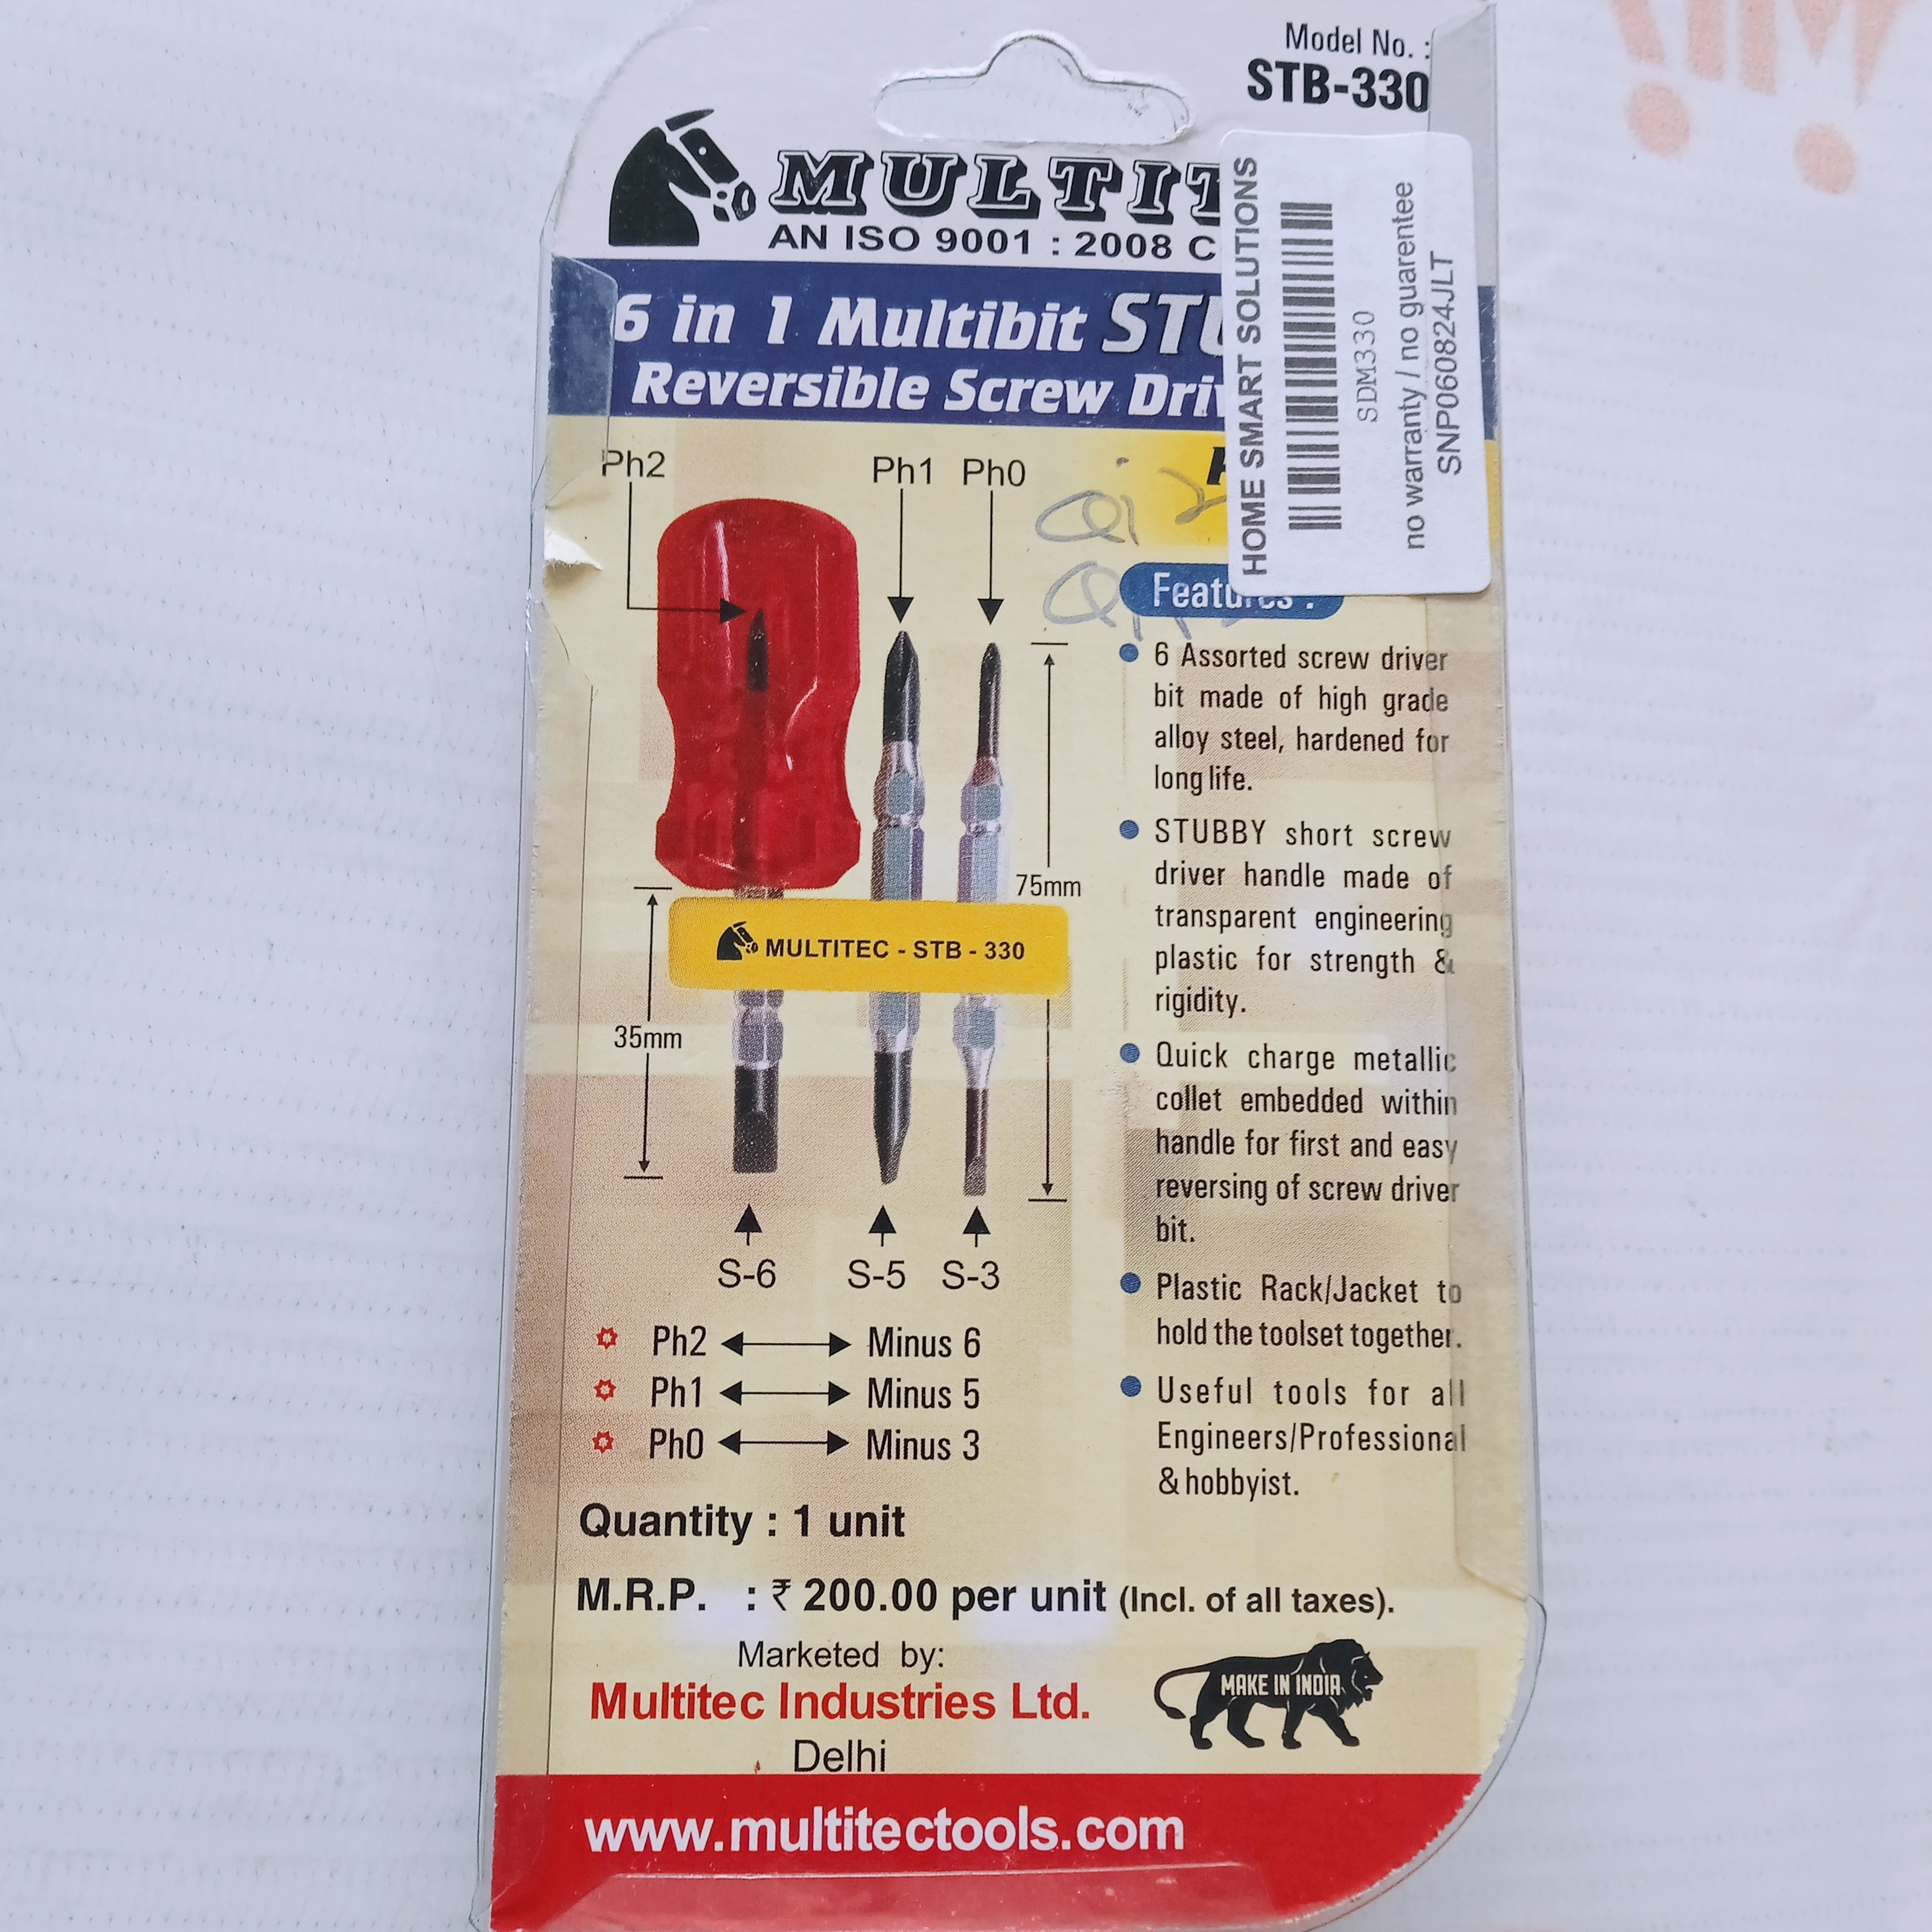 Model No. :
STB-330
MULTIT
AN ISO 9001 : 2008 C
6 in 1 Multibit STU
Reversible Screw Driv
HOME SMART SOLUTIONS
SDM330
no warranty / no guarentee
SNP060824JLT
Ph2
Ph1 Ph0
Features :
6 Assorted screw driver
bit made of high grade
alloy steel, hardened for
long life.
STUBBY short screw
driver handle made of
transparent engineering
plastic for strength &
rigidity.
Quick charge metallic
collet embedded within
handle for first and easy
reversing of screw driver
bit.
Plastic Rack/Jacket to
hold the toolset together.
Useful tools for all
Engineers/Professional
& hobbyist.
75mm
MULTITEC - STB - 330
35mm
S-6 S-5 S-3
Ph2 Minus 6
Ph1 Minus 5
Ph0 Minus 3
Quantity : 1 unit
M.R.P. : ₹ 200.00 per unit (Incl. of all taxes).
Marketed by:
Multitec Industries Ltd.
Delhi
MAKE IN INDIA
www.multitectools.com